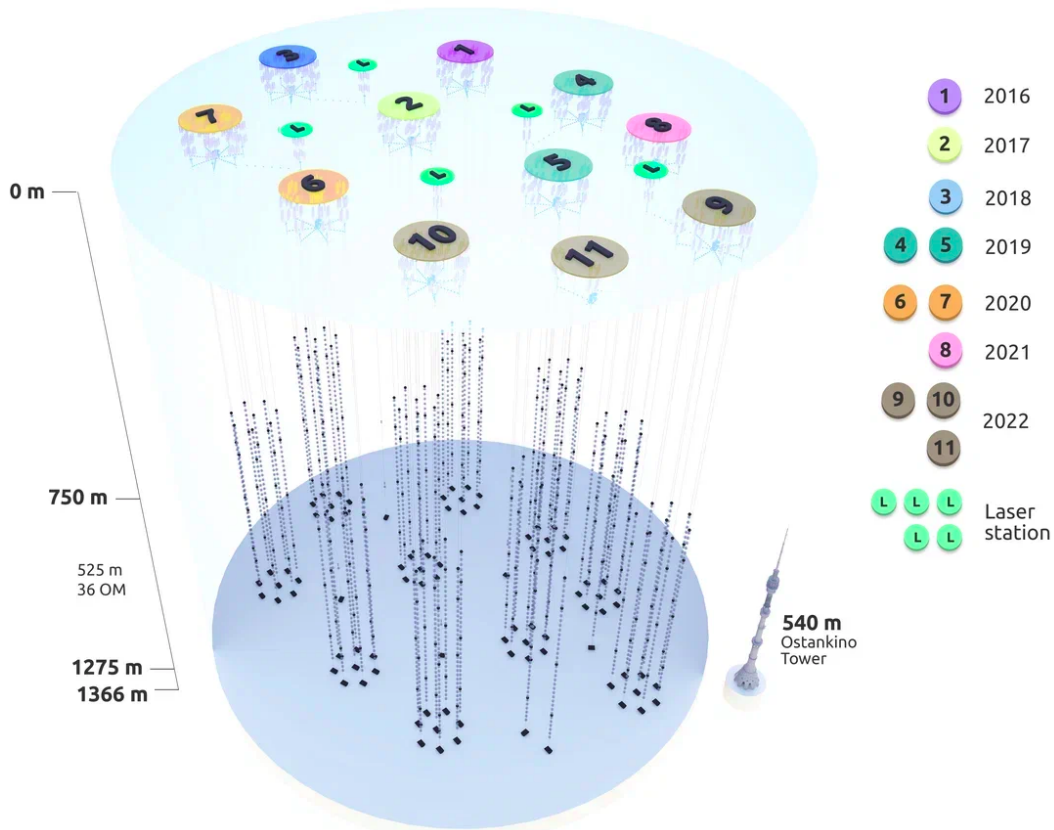 3
L
1
4
7
2
L
8
L
5
L
L
6
9
10
11
0 m
750 m
525 m
36 OM
1275 m
1366 m
540 m
Ostankino
Tower
1 2016
2 2017
3 2018
4 5 2019
6 7 2020
8 2021
9 10
2022
11
L L L
Laser
L L
station